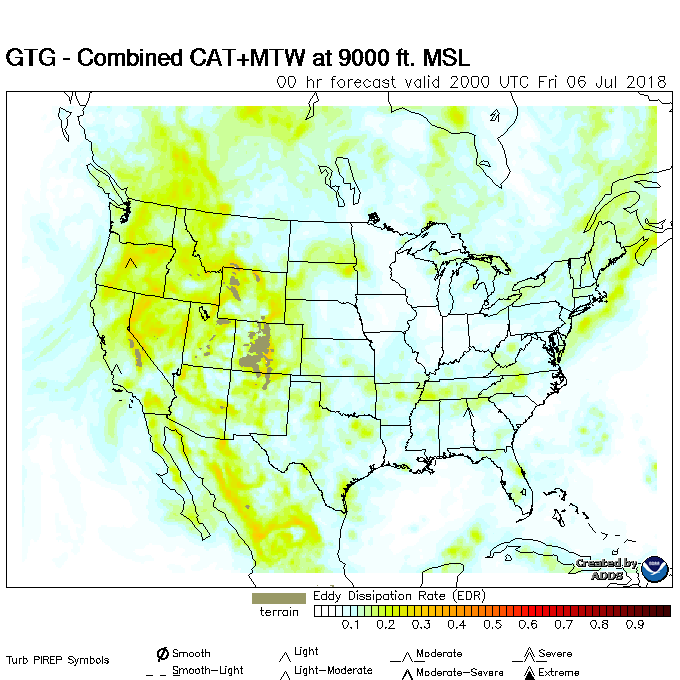 GTG - Combined CAT+MTW at 9000 ft. MSL
00 hr forecast valid 2000 UTC Fri 06 Jul 2018
Created by
ADDS
terrain
Eddy Dissipation Rate (EDR)
0.1 0.2 0.3 0.4 0.5 0.6 0.7 0.8 0.9
Turb PIREP Symbols
Smooth Light Moderate Severe
Smooth-Light Light-Moderate Moderate-Severe Extreme